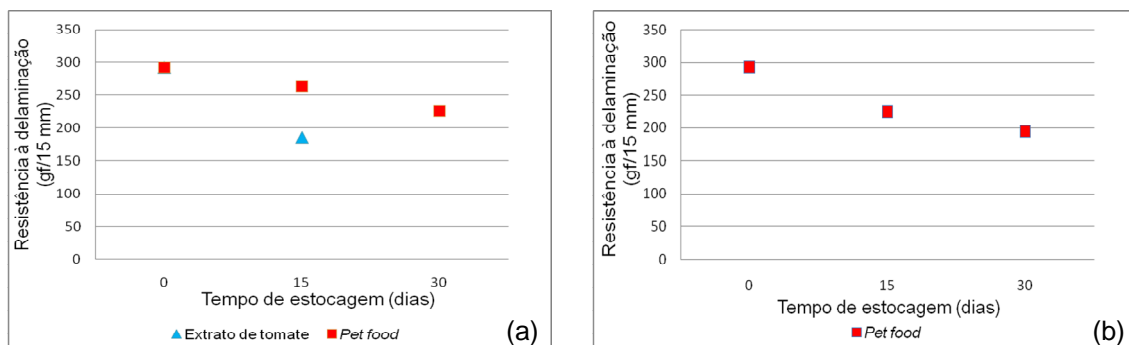 Resistência à delaminação
(gf/15 mm)
350
300
250
200
150
100
50
0
0 15 30
Tempo de estocagem (dias)
Extrato de tomate Pet food
(a)
Resistência à delaminação
(gf/15 mm)
350
300
250
200
150
100
50
0
0 15 30
Tempo de estocagem (dias)
Pet food
(b)